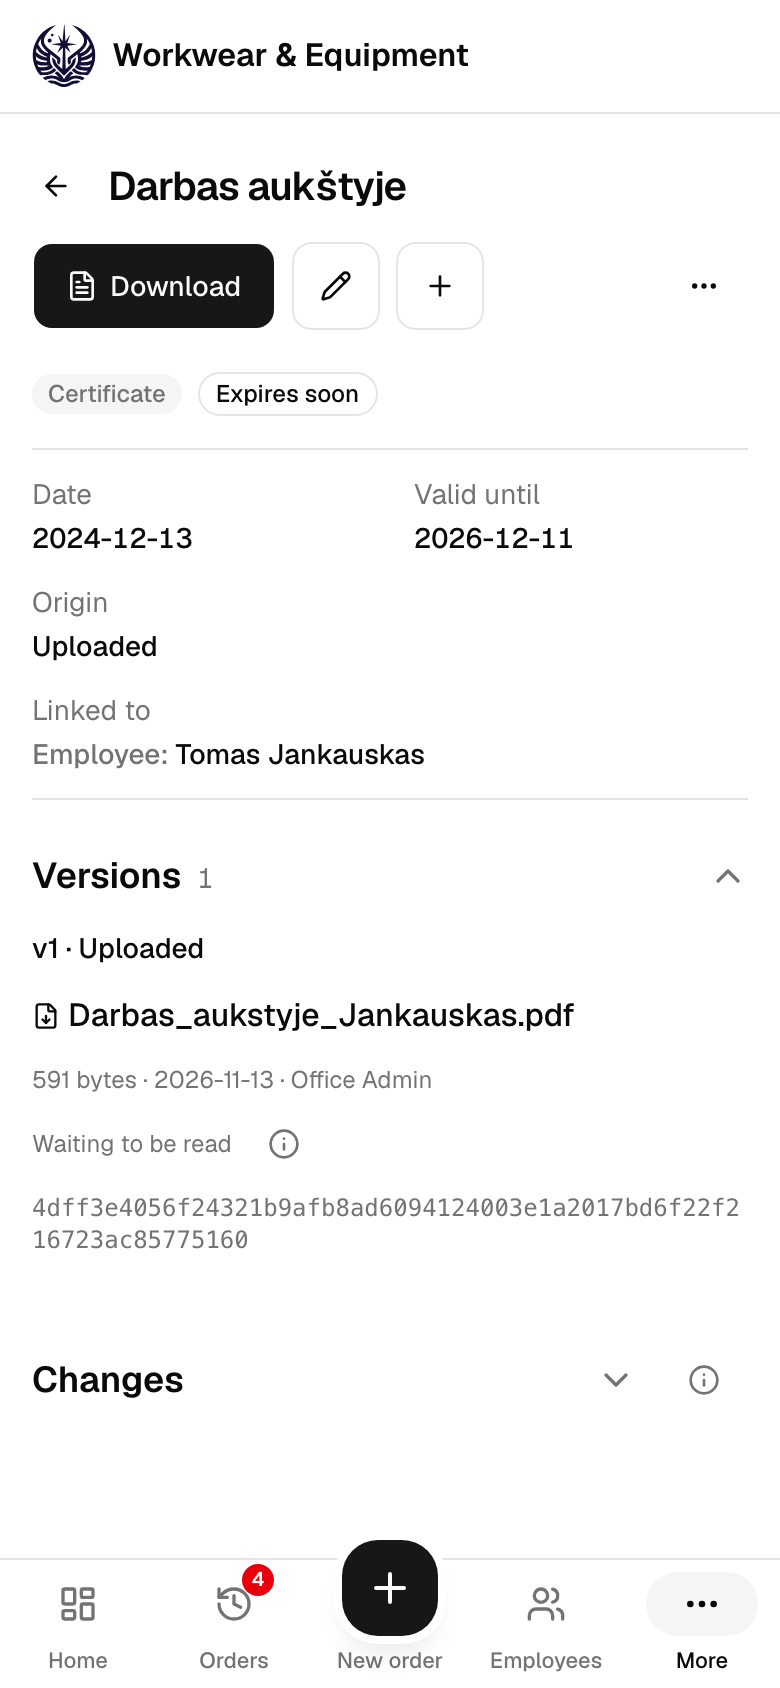 Workwear & Equipment
Darbas aukštyje
Download
Certificate
Expires soon
Date
Valid until
2024-12-13
2026-12-11
Origin
Uploaded
Linked to
Employee: Tomas Jankauskas
Versions 1
v1 · Uploaded
Darbas_aukstyje_Jankauskas.pdf
591 bytes · 2026-11-13 · Office Admin
Waiting to be read
4dff3e4056f24321b9afb8ad6094124003e1a2017bd6f22f2
16723ac85775160
Changes
4
Home
Orders
New order
Employees
More